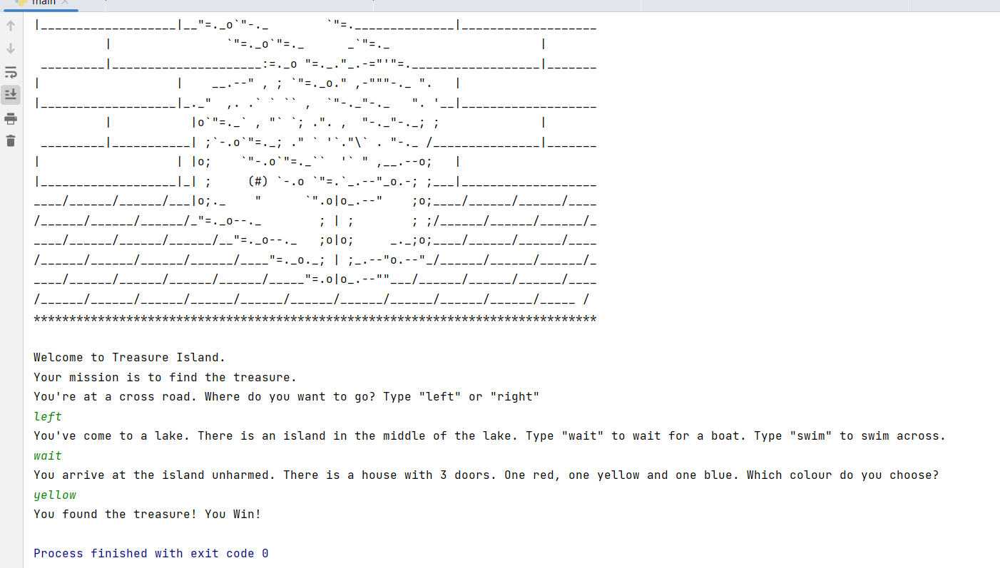 main
|___________________|__"=._o`"-._        `"=.______________|___________________
          |                `"=._o`"=._      _`"=._                     |
 _________|_____________________:=._o "=._."_.-="'"=.__________________|_______
|                   |    __.--" , ; `"=._o." ,-"""-._ ".   |
|___________________|_._"  ,. .` ` `` ,  `"-._"-._   ". '__|___________________
          |           |o`"=._` , "` `; .". ,  "-._"-._; ;              |
 _________|___________| ;`-.o`"=._; ." ` '`."\` . "-._ /_______________|_______
|                   | |o;    `"-.o`"=._``  '` " ,__.--o;   |
|___________________|_| ;     (#) `-.o `"=.`_.--"_o.-; ;___|___________________
____/______/______/___|o;._    "      `".o|o_.--"    ;o;____/______/______/____
/______/______/______/_"=._o--._        ; | ;        ; ;/______/______/______/_
____/______/______/______/__"=._o--._   ;o|o;     _._;o;____/______/______/____
/______/______/______/______/____"=._o._; | ;_.--"o.--"_/______/______/______/_
____/______/______/______/______/_____"=.o|o_.--""___/______/______/______/____
/______/______/______/______/______/______/______/______/______/______/_____ /
*******************************************************************************
Welcome to Treasure Island.
Your mission is to find the treasure.
You're at a cross road. Where do you want to go? Type "left" or "right"
left
You've come to a lake. There is an island in the middle of the lake. Type "wait" to wait for a boat. Type "swim" to swim across.
wait
You arrive at the island unharmed. There is a house with 3 doors. One red, one yellow and one blue. Which colour do you choose?
yellow
You found the treasure! You Win!
Process finished with exit code 0